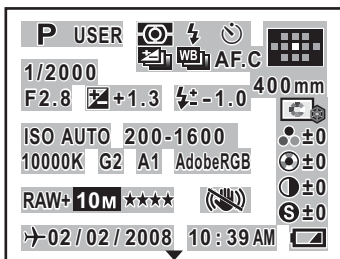 P USER
WB AF.C
1/2000
400mm
F2.8 +1.3 -1.0
C
ISO AUTO 200-1600 ±0
10000K G2 A1 AdobeRGB ±0
±0
RAW+ 10M ★★★★
S±0
02/02/2008 10:39AM